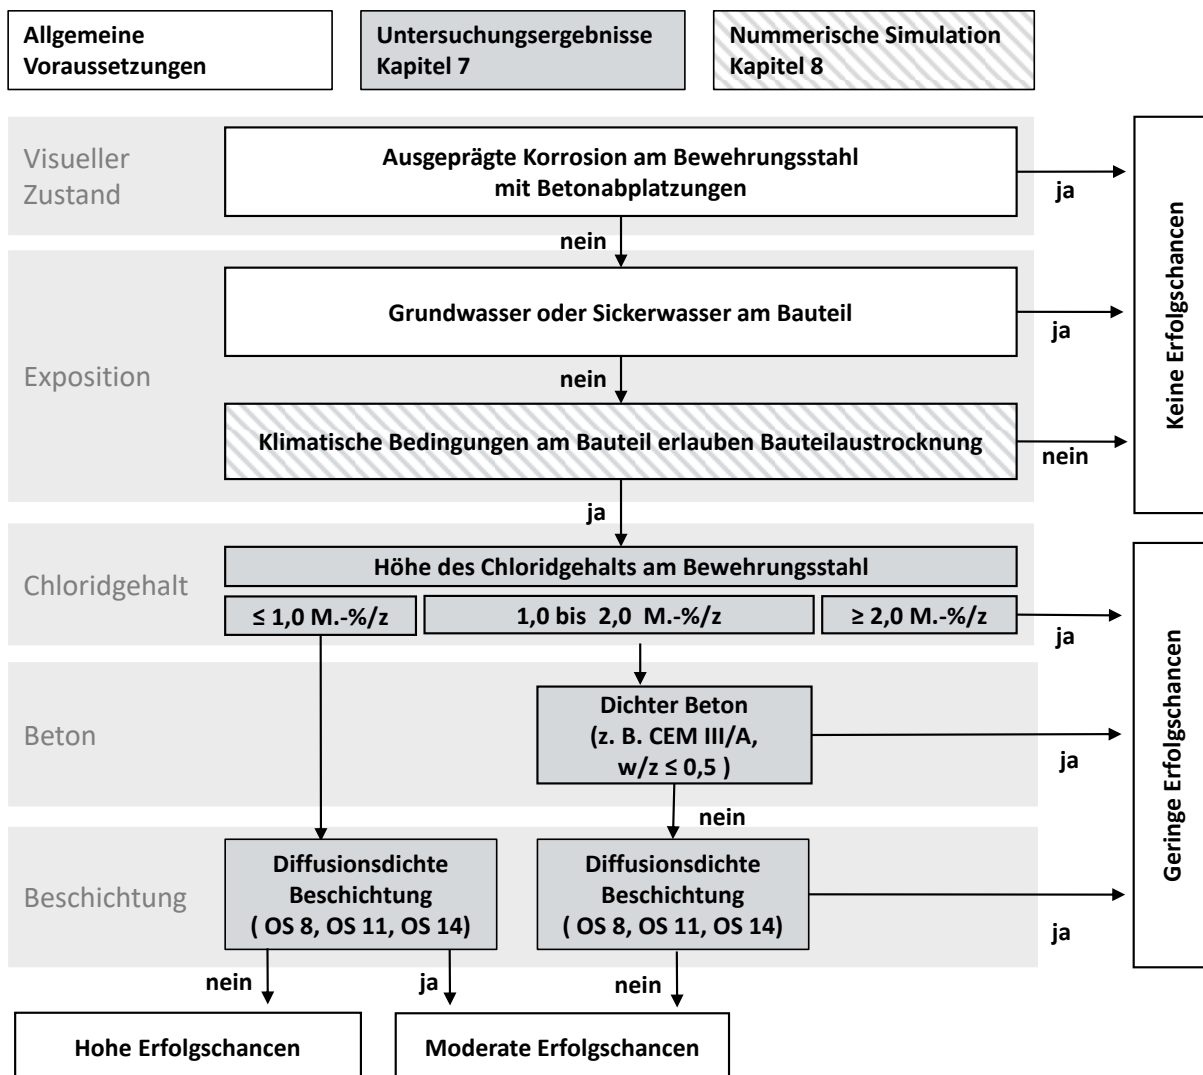 Allgemeine
Voraussetzungen
Untersuchungsergebnisse
Kapitel 7
Nummerische Simulation
Kapitel 8
Visueller
Zustand
Ausgeprägte Korrosion am Bewehrungsstahl
mit Betonabplatzungen
ja
nein
Exposition
Grundwasser oder Sickerwasser am Bauteil
ja
nein
Klimatische Bedingungen am Bauteil erlauben Bauteilaustrocknung
nein
ja
Keine Erfolgschancen
Chloridgehalt
Höhe des Chloridgehalts am Bewehrungsstahl
≤ 1,0 M.-%/z
1,0 bis 2,0 M.-%/z
≥ 2,0 M.-%/z
ja
Beton
Dichter Beton
(z. B. CEM III/A,
w/z ≤ 0,5 )
ja
nein
Beschichtung
Diffusionsdichte
Beschichtung
( OS 8, OS 11, OS 14)
Diffusionsdichte
Beschichtung
( OS 8, OS 11, OS 14)
ja
Geringe Erfolgschancen
nein
ja
nein
Hohe Erfolgschancen
Moderate Erfolgschancen